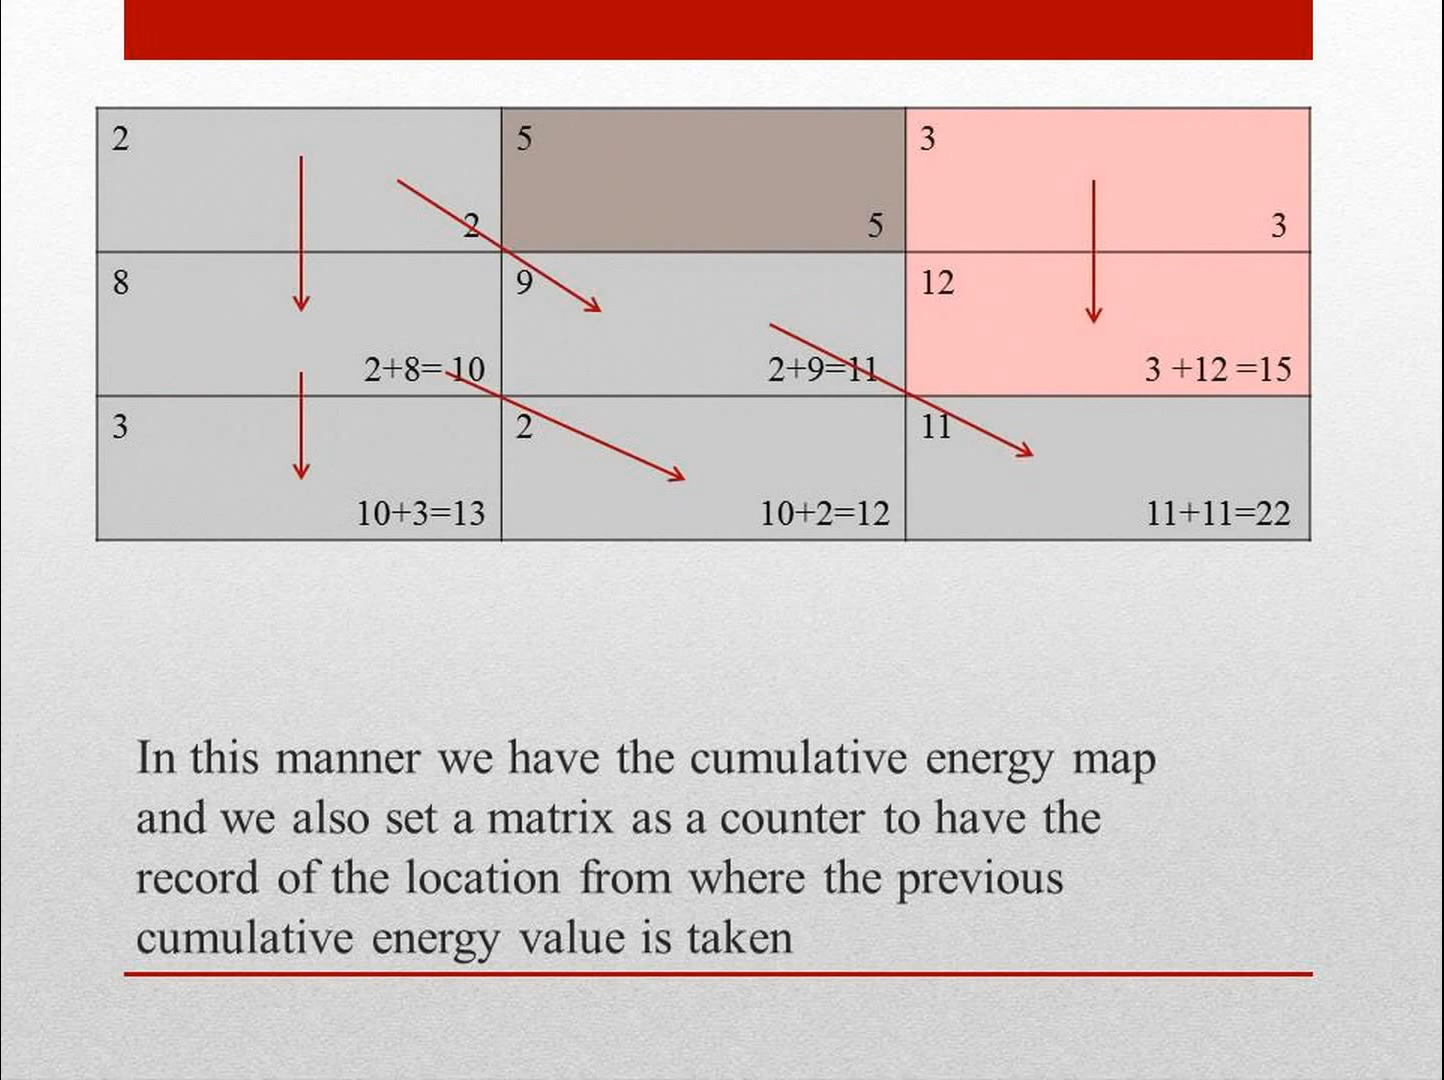 2 5 3
2 5 3
8 9 12
2+8= 10 2+9=11 3 +12 =15
3 2 11
10+3=13 10+2=12 11+11=22
In this manner we have the cumulative energy map
and we also set a matrix as a counter to have the
record of the location from where the previous
cumulative energy value is taken